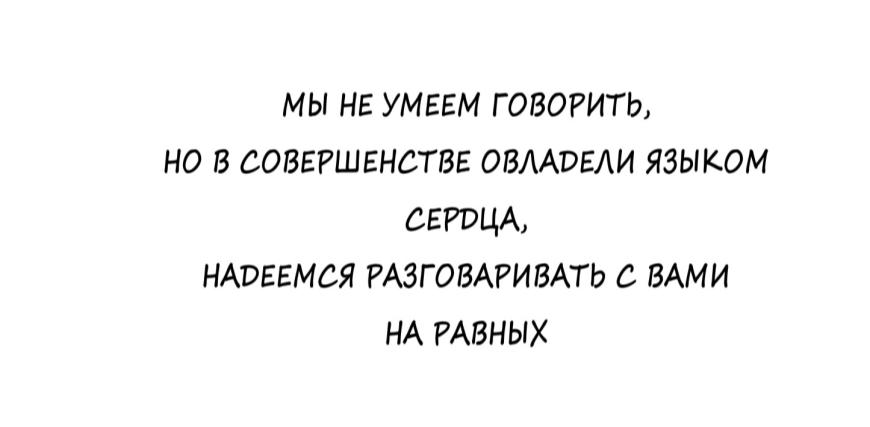 МЫ НЕ УМЕЕМ ГОВОРИТЬ,
НО В СОВЕРШЕНСТВЕ ОВЛАДЕЛИ ЯЗЫКОМ
СЕРДЦА,
НАДЕЕМСЯ РАЗГОВАРИВАТЬ С ВАМИ
НА РАВНЫХ